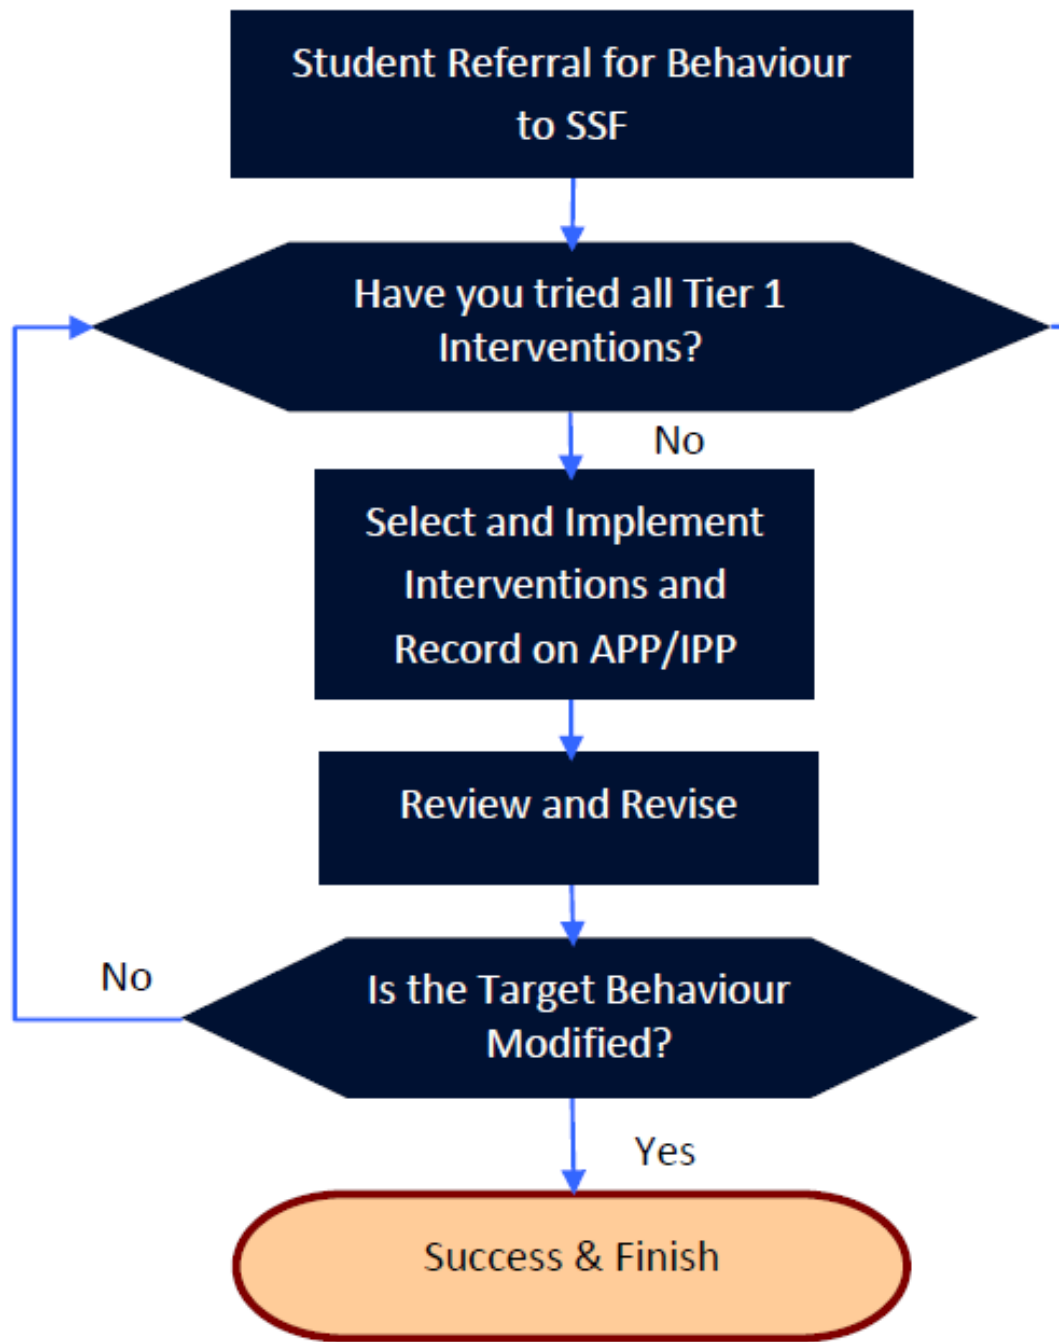 Student Referral for Behaviour
to SSF
Have you tried all Tier 1
Interventions?
No
Select and Implement
Interventions and
Record on APP/IPP
Review and Revise
No
Is the Target Behaviour
Modified?
Yes
Success & Finish